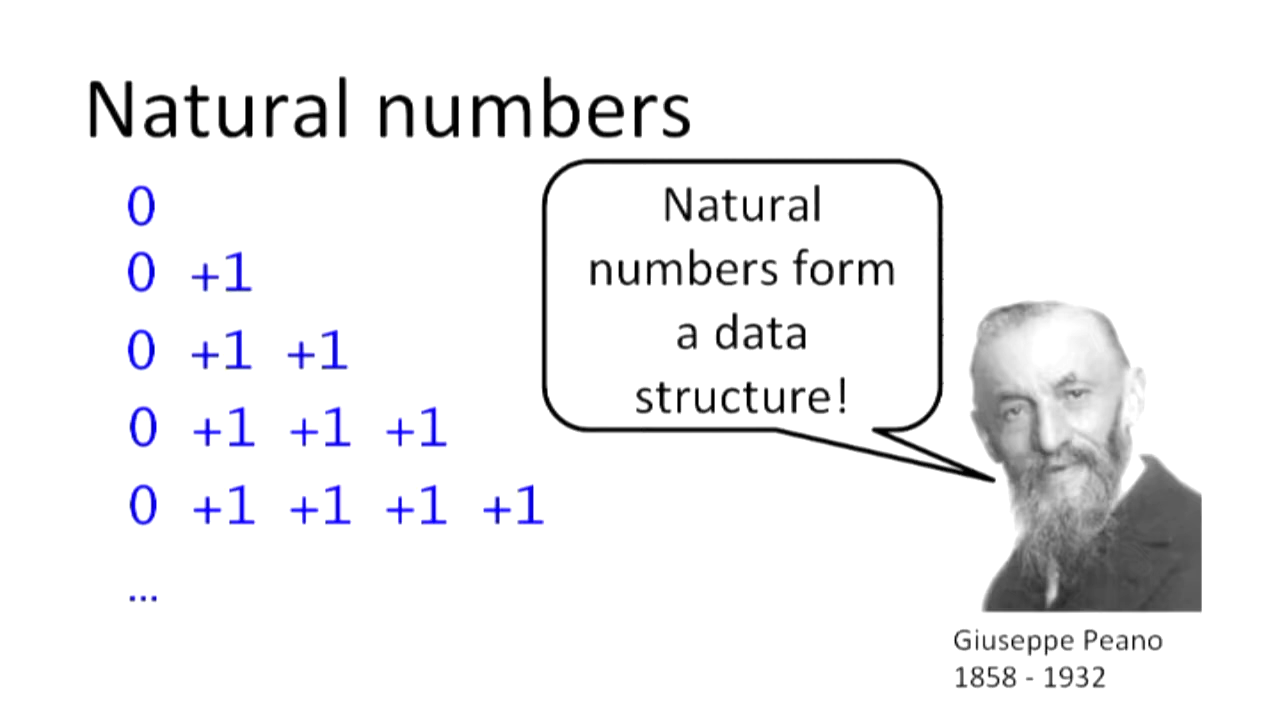 Natural numbers
0
0 +1
0 +1 +1
0 +1 +1 +1
0 +1 +1 +1 +1
...
Natural
numbers form
a data
structure!
Giuseppe Peano
1858 - 1932